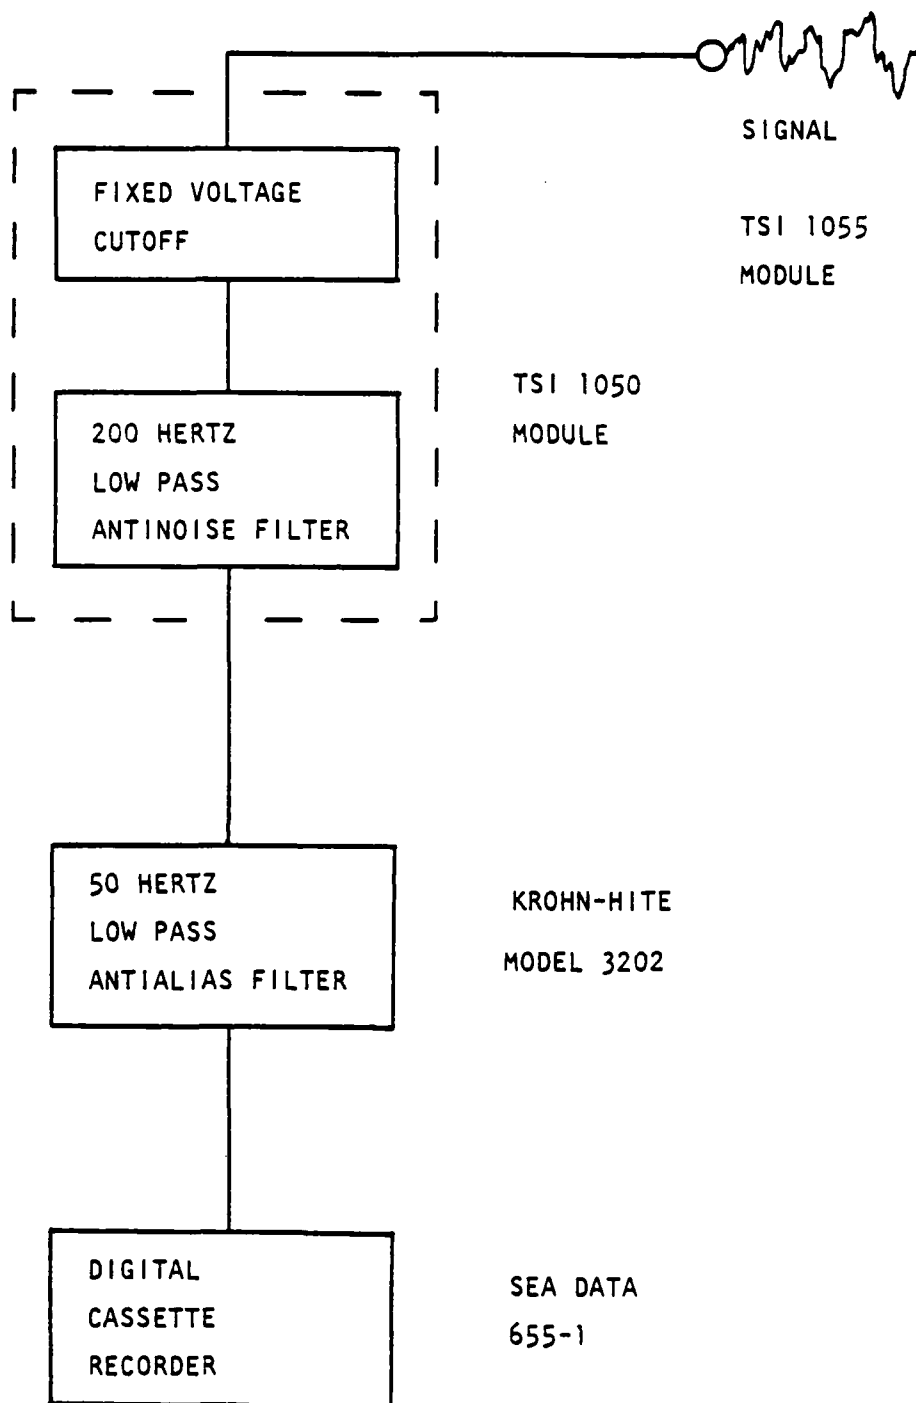 SIGNAL
TSI 1055
MODULE
FIXED VOLTAGE
CUTOFF
TSI 1050
MODULE
200 HERTZ
LOW PASS
ANTINOISE FILTER
50 HERTZ
LOW PASS
ANTIALIAS FILTER
KROHN-HITE
MODEL 3202
DIGITAL
CASSETTE
RECORDER
SEA DATA
655-1